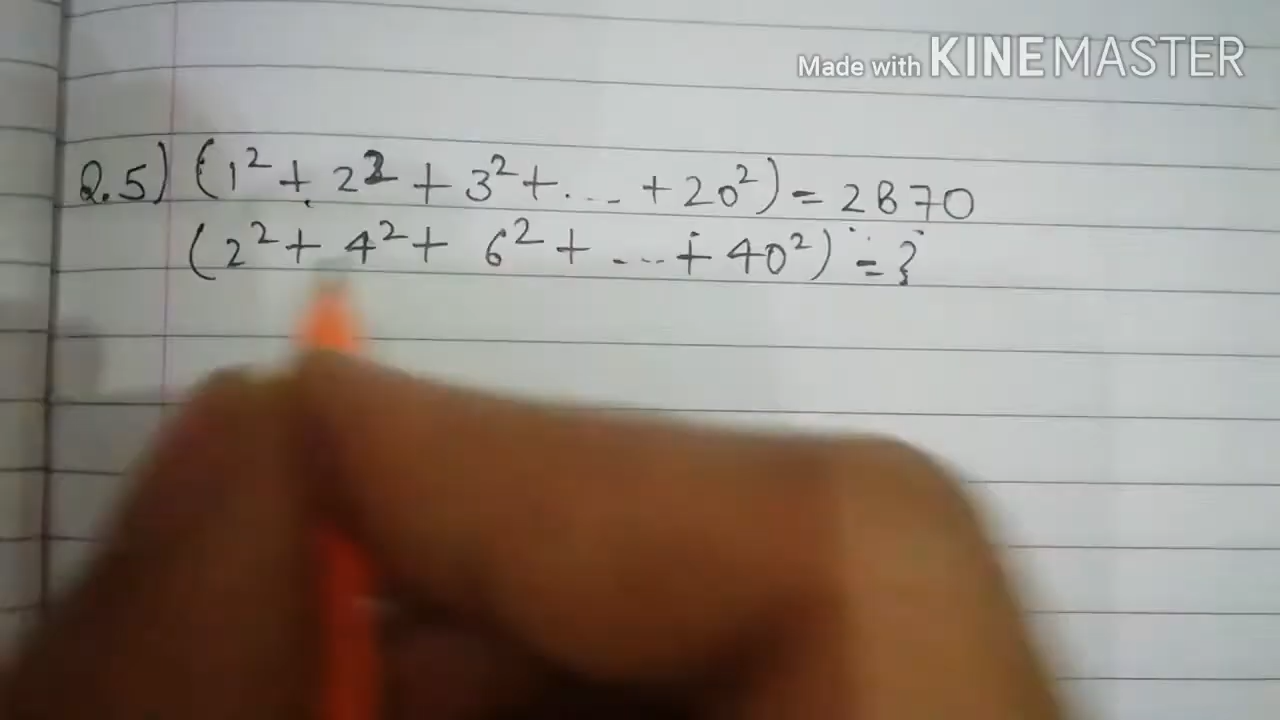 Made with KINEMASTER
Q.5) (1² + 2² + 3² + ... + 20²) = 2870
(2² + 4² + 6² + ... + 40²) = ?